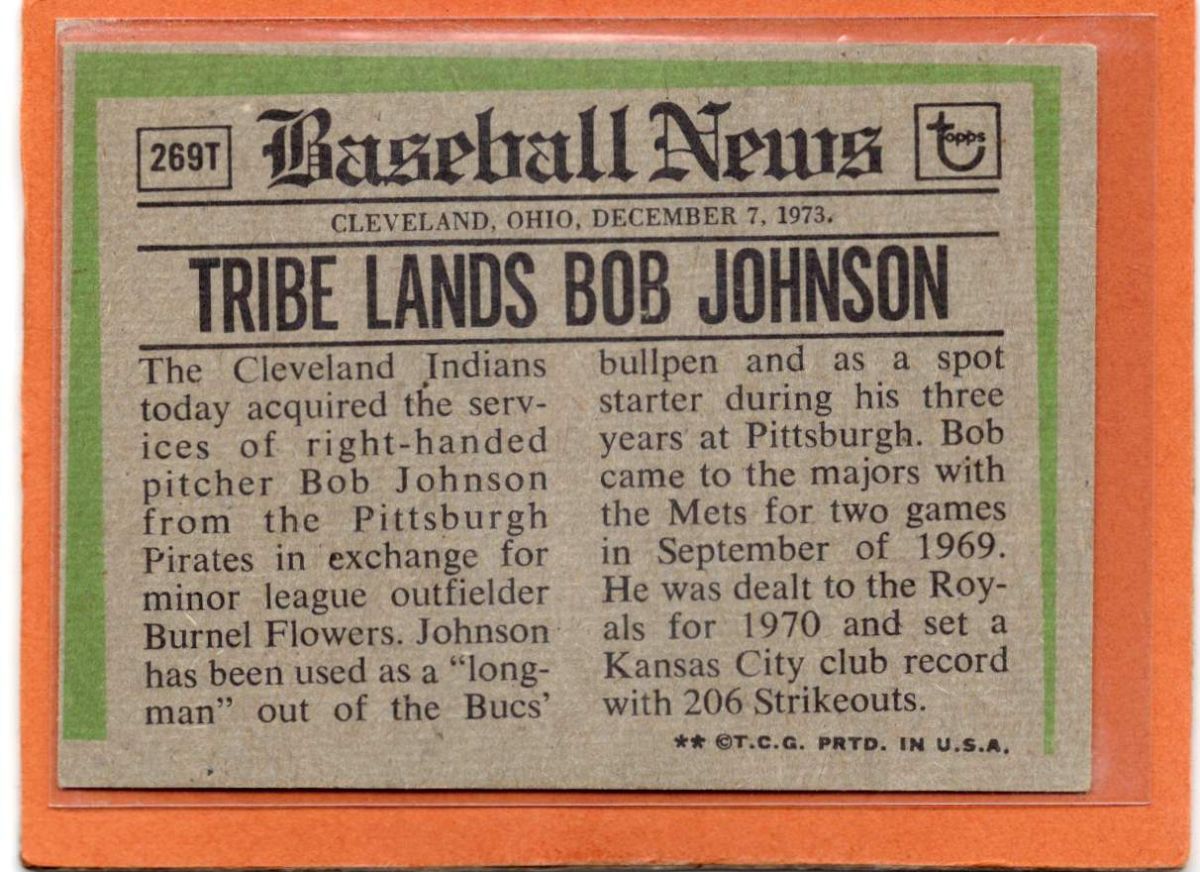 269T
Baseball News
topps
CLEVELAND, OHIO, DECEMBER 7, 1973.
TRIBE LANDS BOB JOHNSON
The Cleveland Indians
today acquired the serv-
ices of right-handed
pitcher Bob Johnson
from the Pittsburgh
Pirates in exchange for
minor league outfielder
Burnel Flowers. Johnson
has been used as a “long-
man” out of the Bucs’
bullpen and as a spot
starter during his three
years at Pittsburgh. Bob
came to the majors with
the Mets for two games
in September of 1969.
He was dealt to the Roy-
als for 1970 and set a
Kansas City club record
with 206 Strikeouts.
** ©T.C.G. PRTD. IN U.S.A.